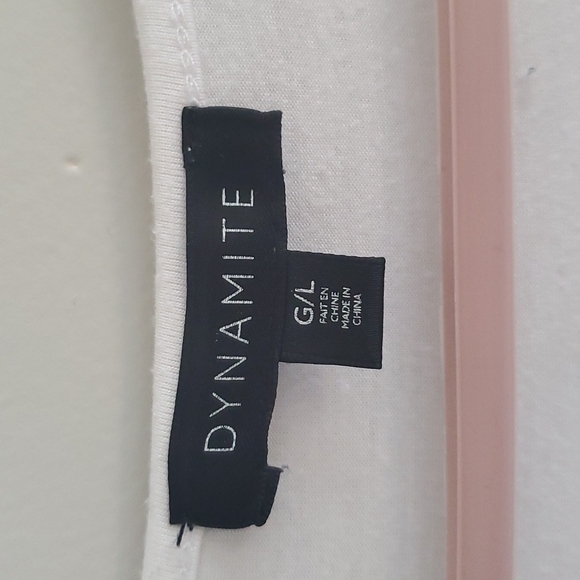 DYNAMITE
G/L
FAIT EN
CHINE
MADE IN
CHINA